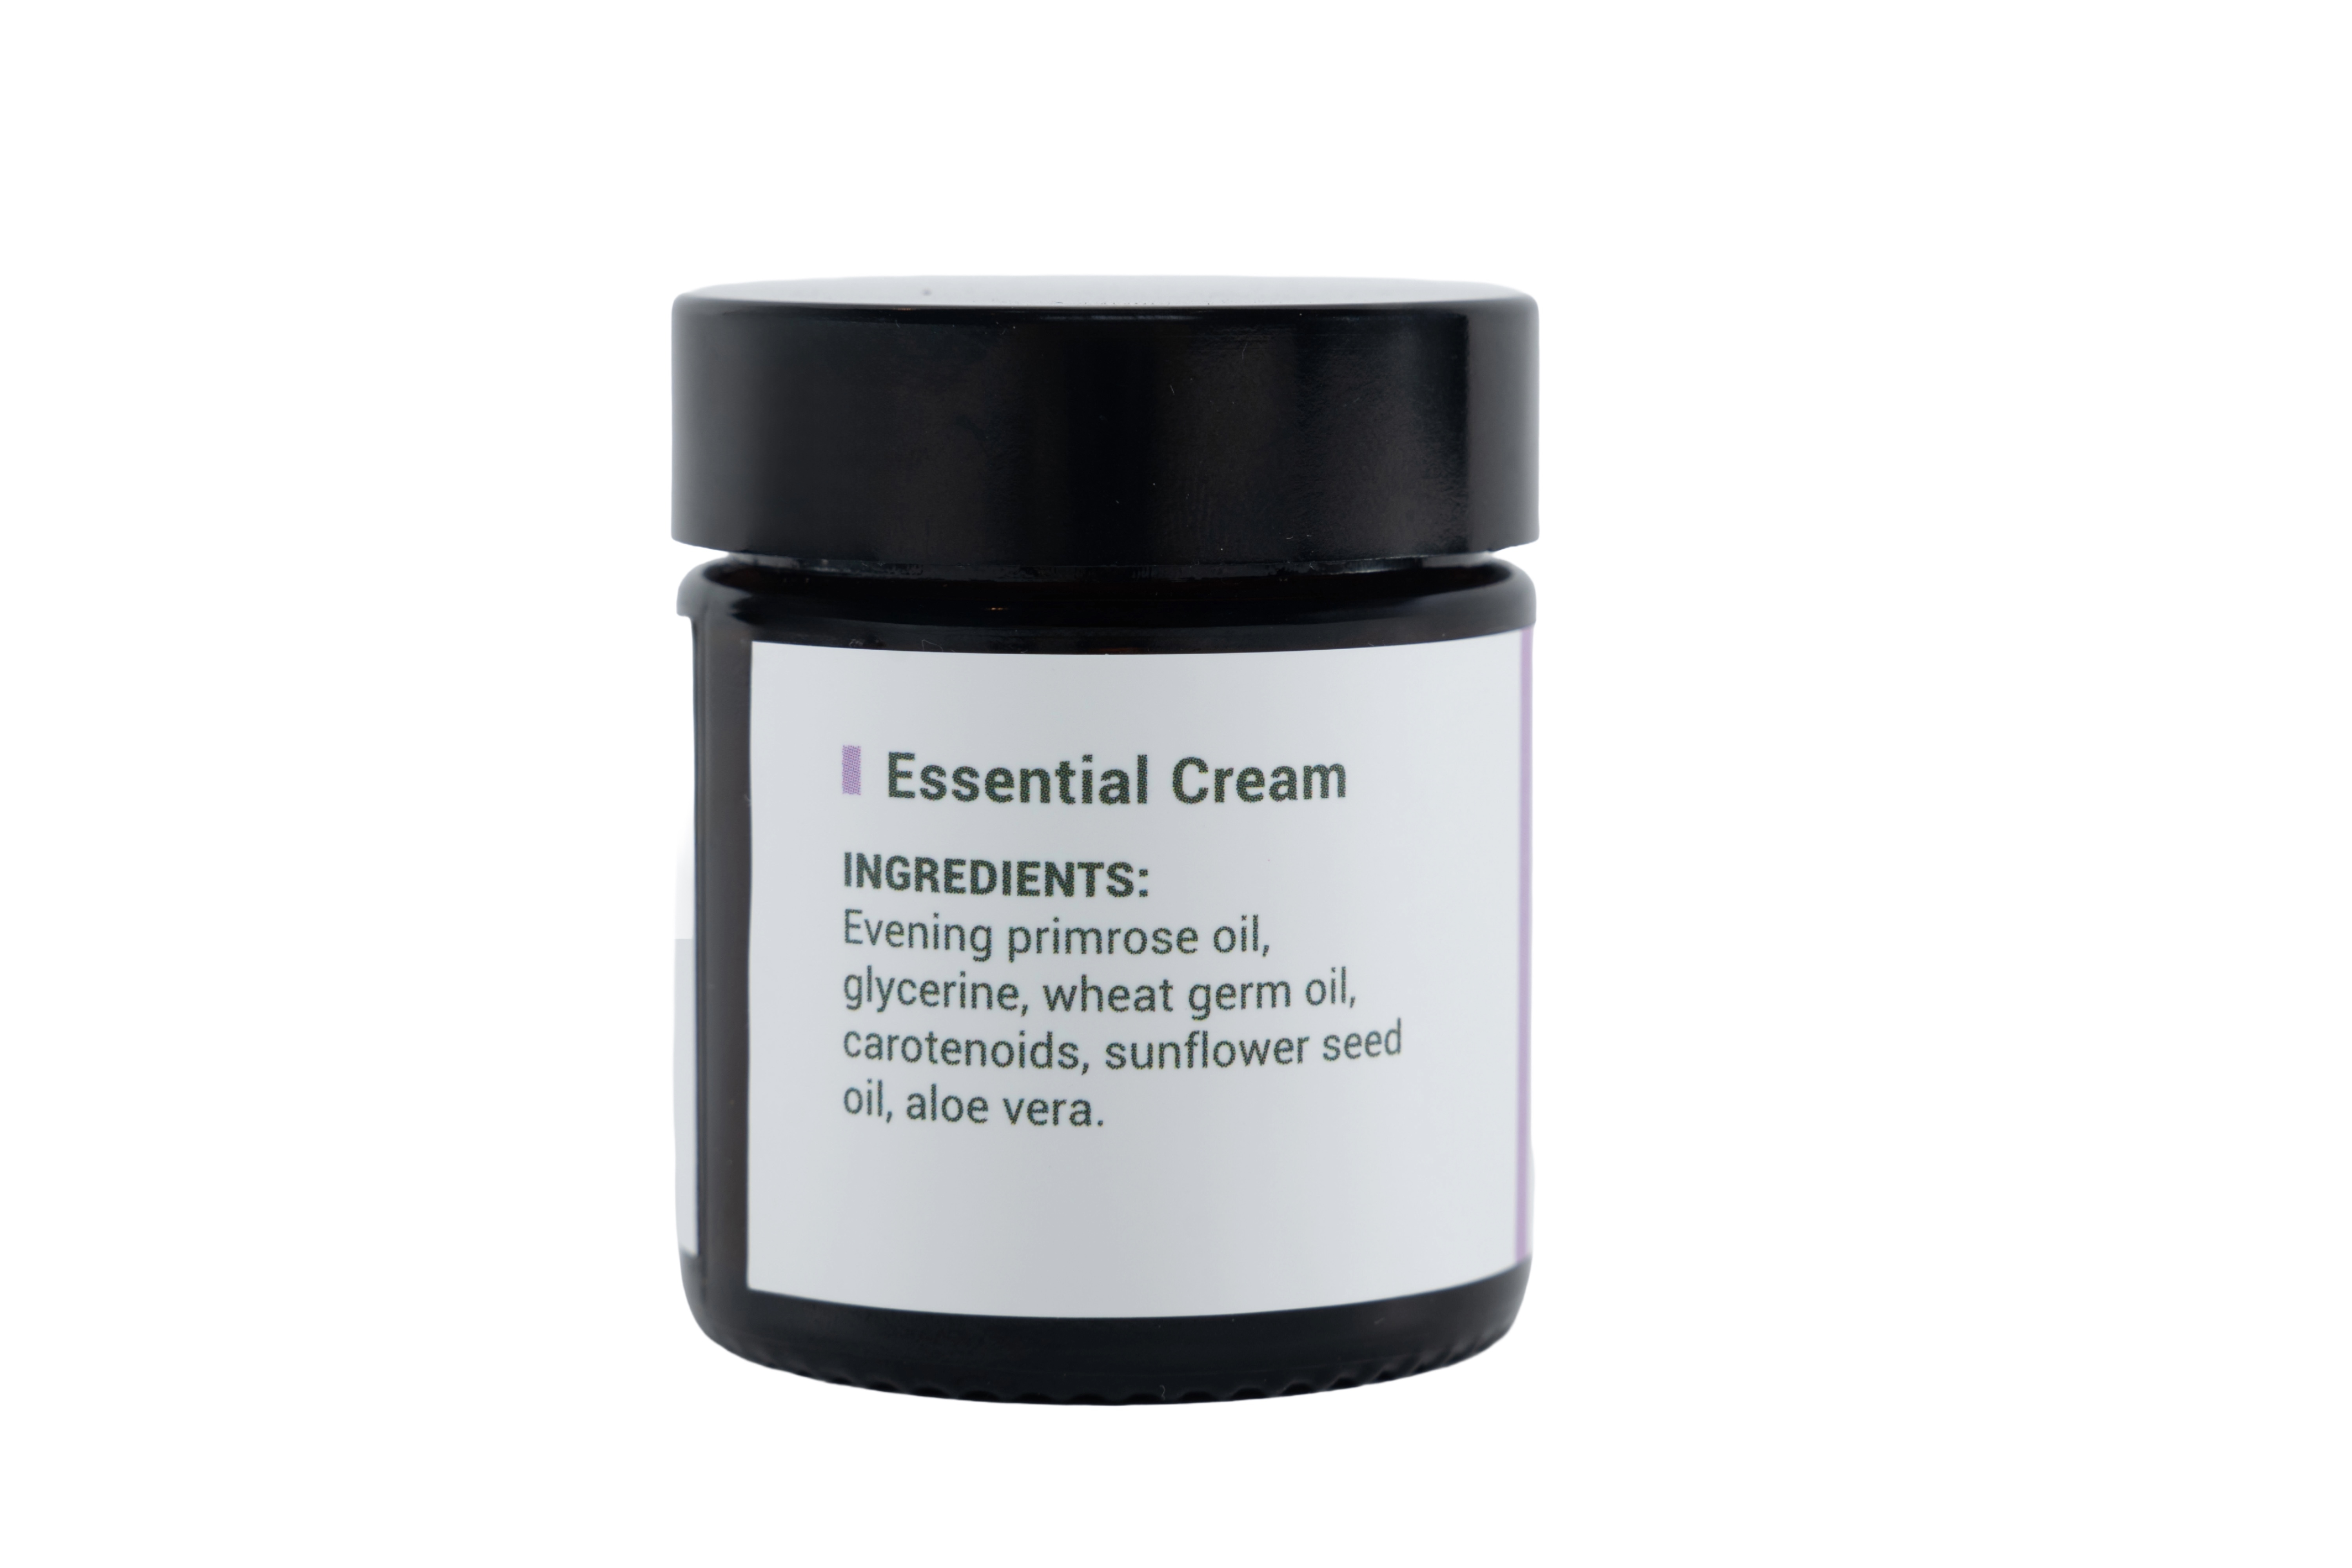 Essential Cream
INGREDIENTS:
Evening primrose oil,
glycerine, wheat germ oil,
carotenoids, sunflower seed
oil, aloe vera.